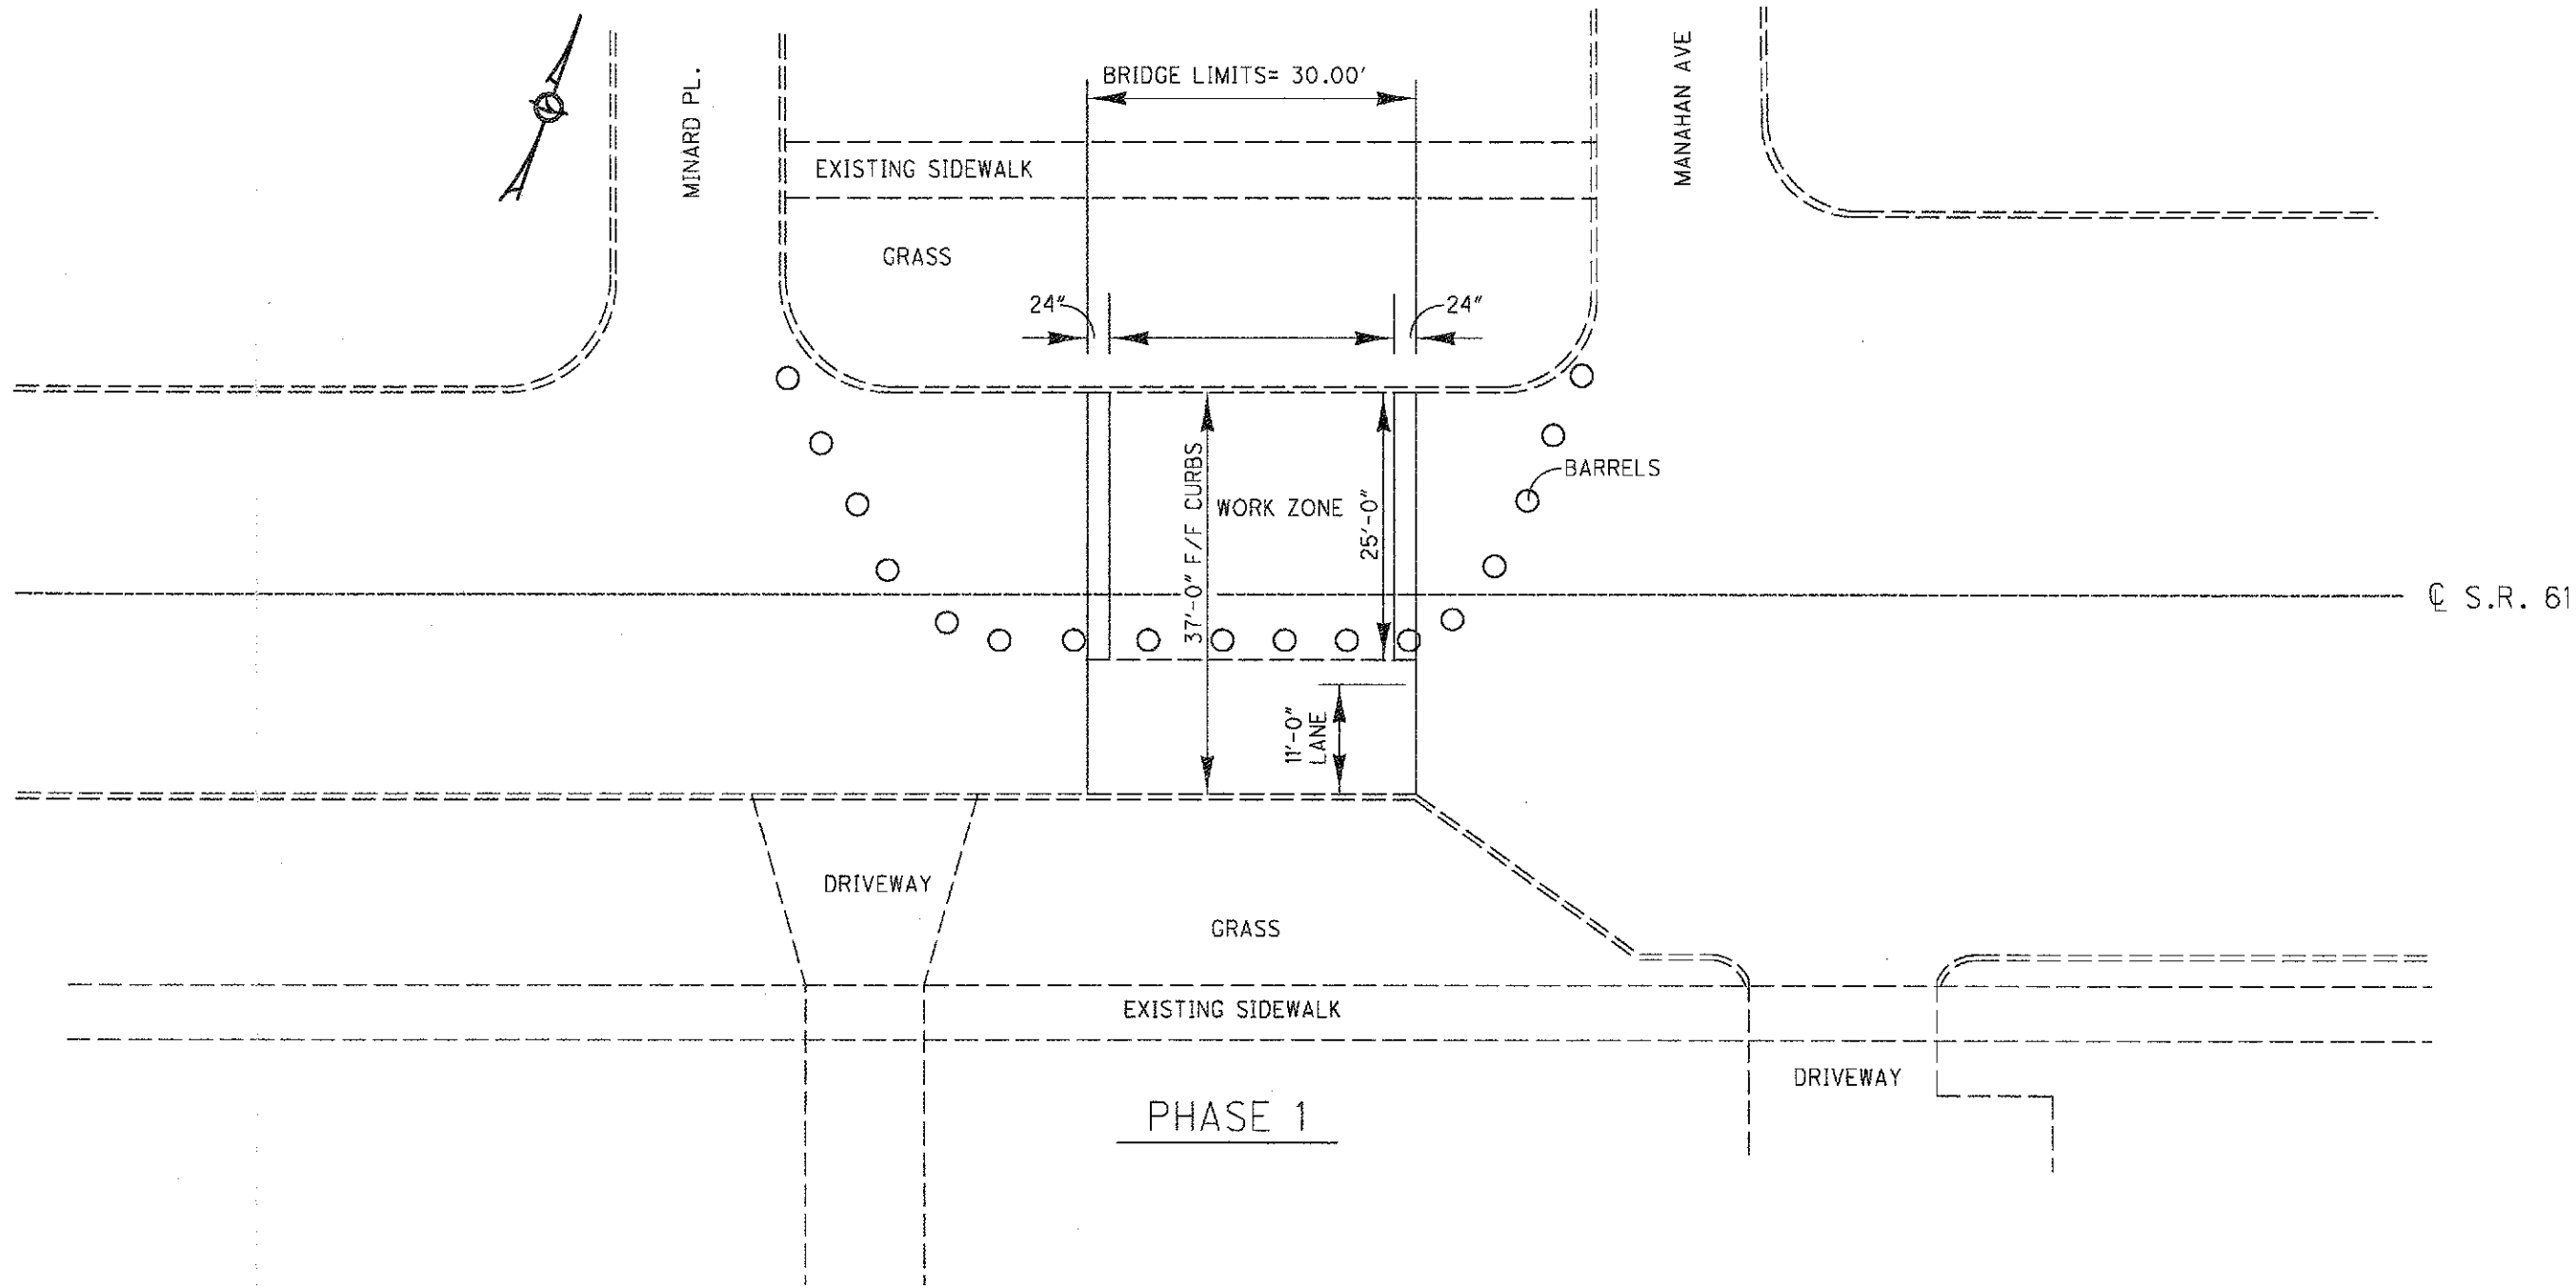 MINARD PL.
BRIDGE LIMITS= 30.00'
MANAHAN AVE
EXISTING SIDEWALK
GRASS
24"
24"
37'-0" F/F CURBS
WORK ZONE
25'-0"
BARRELS
℄ S.R. 61
11'-0"
LANE
DRIVEWAY
GRASS
EXISTING SIDEWALK
DRIVEWAY
PHASE 1